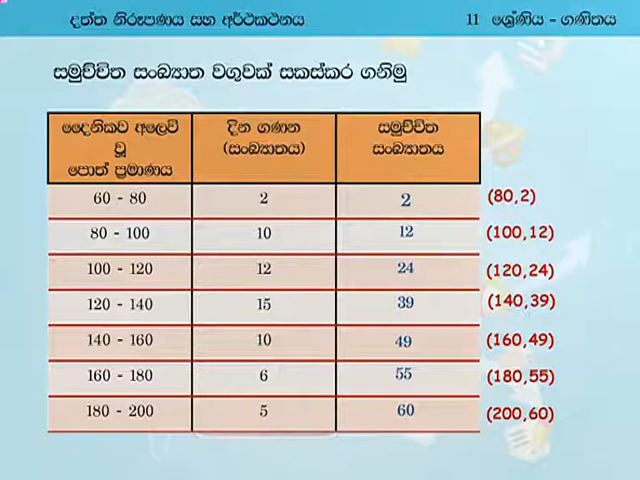 දත්ත නිරූපණය සහ අර්ථකථනය 11 ශ්‍රේණිය - ගණිතය
සමුච්චිත සංඛ්‍යාත වගුවක් සකස්කර ගනිමු
දෛනිකව අලෙවි දින ගණන සමුච්චිත
වූ (සංඛ්‍යාතය) සංඛ්‍යාතය
පොත් ප්‍රමාණය
60 - 80 2 2 (80,2)
80 - 100 10 12 (100,12)
100 - 120 12 24 (120,24)
120 - 140 15 39 (140,39)
140 - 160 10 49 (160,49)
160 - 180 6 55 (180,55)
180 - 200 5 60 (200,60)